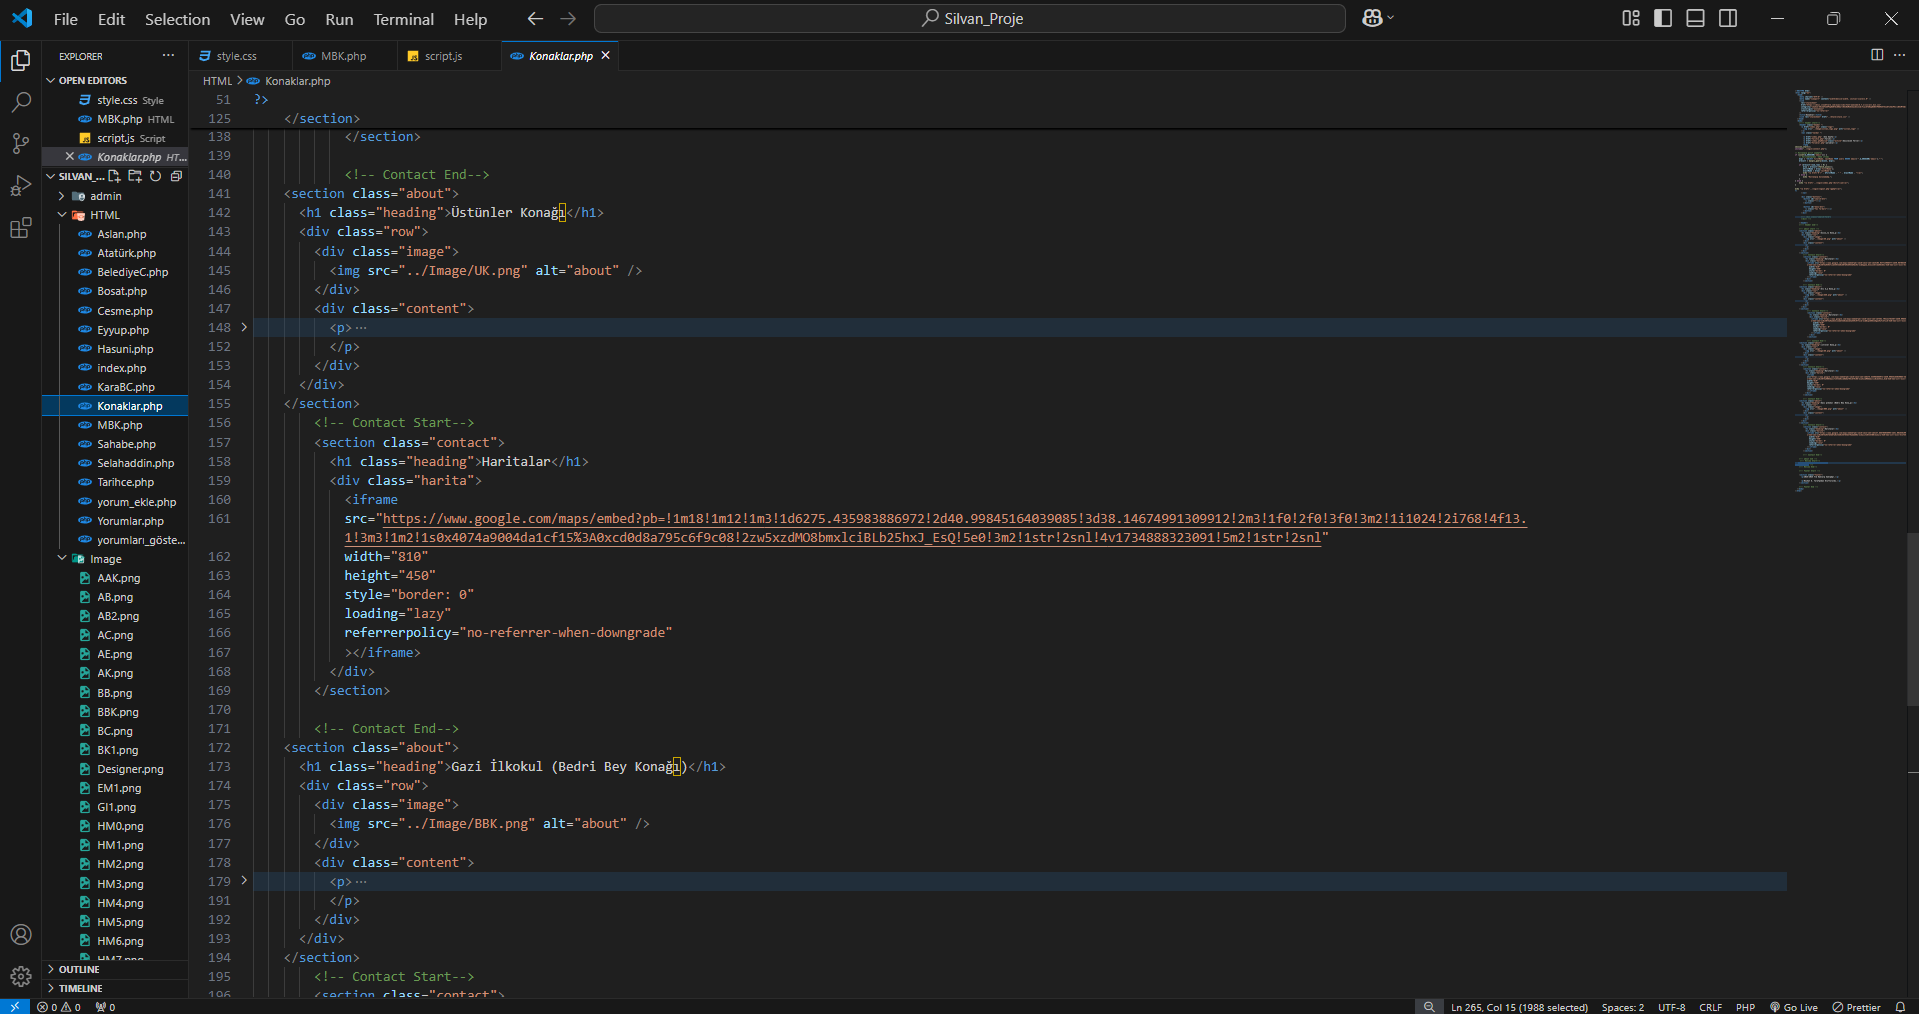 File Edit Selection View Go Run Terminal Help
Silvan_Proje
EXPLORER
OPEN EDITORS
style.css Style
MBK.php HTML
script.js Script
Konaklar.php HT...
SILVAN_...
admin
HTML
Aslan.php
Atatürk.php
BelediyeC.php
Bosat.php
Cesme.php
Eyyup.php
Hasuni.php
index.php
KaraBC.php
Konaklar.php
MBK.php
Sahabe.php
Selahaddin.php
Tarihce.php
yorum_ekle.php
Yorumlar.php
yorumları_göste...
Image
AAK.png
AB.png
AB2.png
AC.png
AE.png
AK.png
BB.png
BBK.png
BC.png
BK1.png
Designer.png
EM1.png
GI1.png
HM0.png
HM1.png
HM2.png
HM3.png
HM4.png
HM5.png
HM6.png
HM7.png
OUTLINE
TIMELINE
style.css MBK.php script.js Konaklar.php
HTML > Konaklar.php
51 ?>
125 </section>
138 </section>
139
140 <!-- Contact End-->
141 <section class="about">
142 <h1 class="heading">Üstünler Konağı</h1>
143 <div class="row">
144 <div class="image">
145 <img src="../Image/UK.png" alt="about" />
146 </div>
147 <div class="content">
148 <p>···
152 </p>
153 </div>
154 </div>
155 </section>
156 <!-- Contact Start-->
157 <section class="contact">
158 <h1 class="heading">Haritalar</h1>
159 <div class="harita">
160 <iframe
161 src="https://www.google.com/maps/embed?pb=!1m18!1m12!1m3!1d6275.435983886972!2d40.99845164039085!3d38.14674991309912!2m3!1f0!2f0!3f0!3m2!1i1024!2i768!4f13.
1!3m3!1m2!1s0x4074a9004da1cf15%3A0xcd0d8a795c6f9c08!2zw5xzdMO8bmxlciBLb25hxJ_EsQ!5e0!3m2!1str!2snl!4v1734888323091!5m2!1str!2snl"
162 width="810"
163 height="450"
164 style="border: 0"
165 loading="lazy"
166 referrerpolicy="no-referrer-when-downgrade"
167 ></iframe>
168 </div>
169 </section>
170
171 <!-- Contact End-->
172 <section class="about">
173 <h1 class="heading">Gazi İlkokul (Bedri Bey Konağı)</h1>
174 <div class="row">
175 <div class="image">
176 <img src="../Image/BBK.png" alt="about" />
177 </div>
178 <div class="content">
179 <p>···
191 </p>
192 </div>
193 </div>
194 </section>
195 <!-- Contact Start-->
196 <section class="contact">
0 0 0
Ln 265, Col 15 (1988 selected) Spaces: 2 UTF-8 CRLF PHP Go Live Prettier